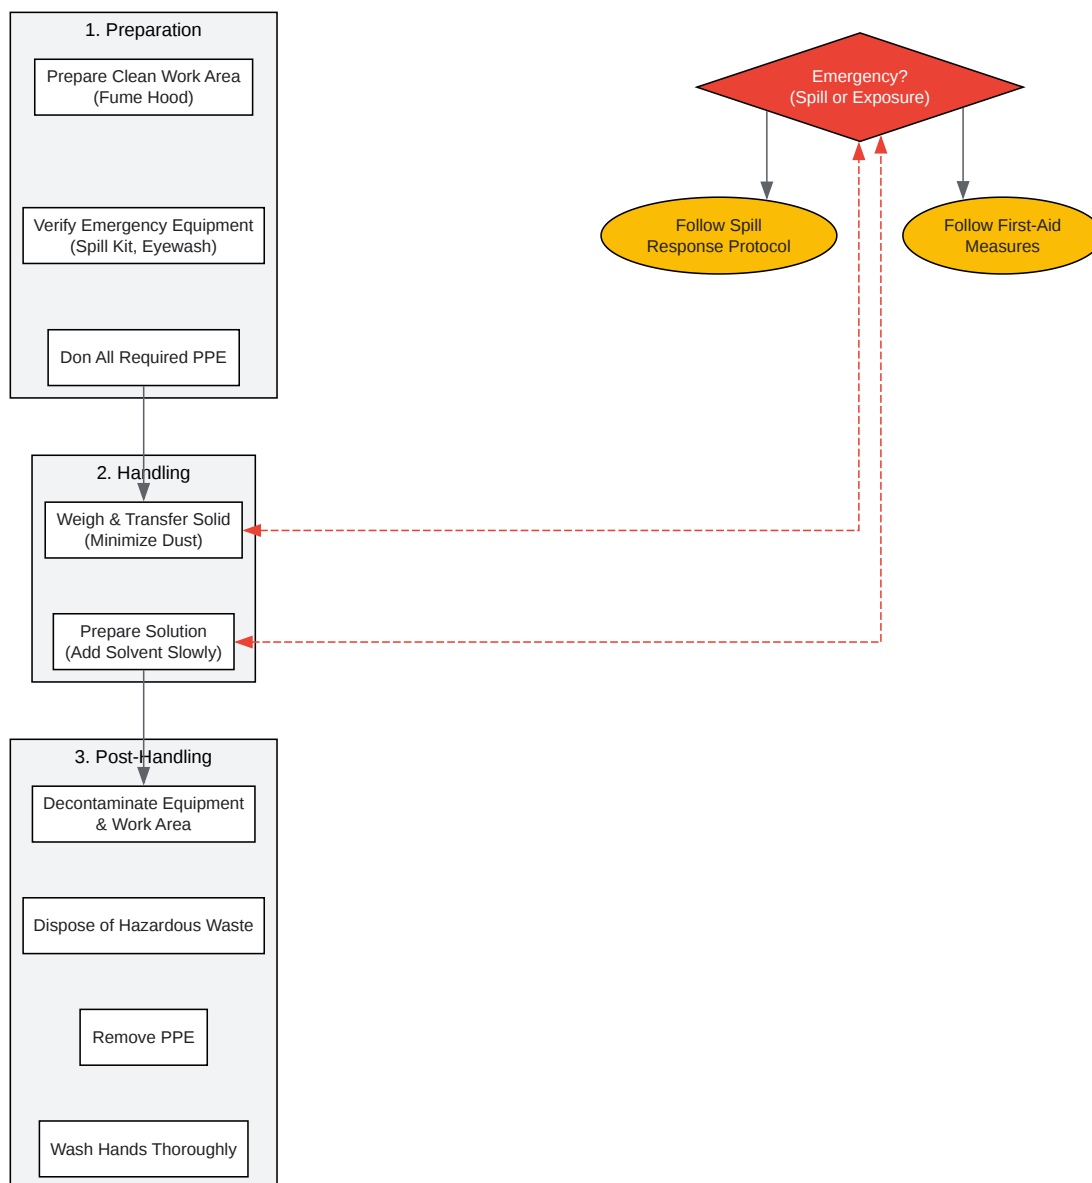 1. Preparation
Prepare Clean Work Area
(Fume Hood)
Verify Emergency Equipment
(Spill Kit, Eyewash)
Don All Required PPE
2. Handling
Weigh & Transfer Solid
(Minimize Dust)
Prepare Solution
(Add Solvent Slowly)
3. Post-Handling
Decontaminate Equipment
& Work Area
Dispose of Hazardous Waste
Remove PPE
Wash Hands Thoroughly
Emergency?
(Spill or Exposure)
Follow Spill
Response Protocol
Follow First-Aid
Measures